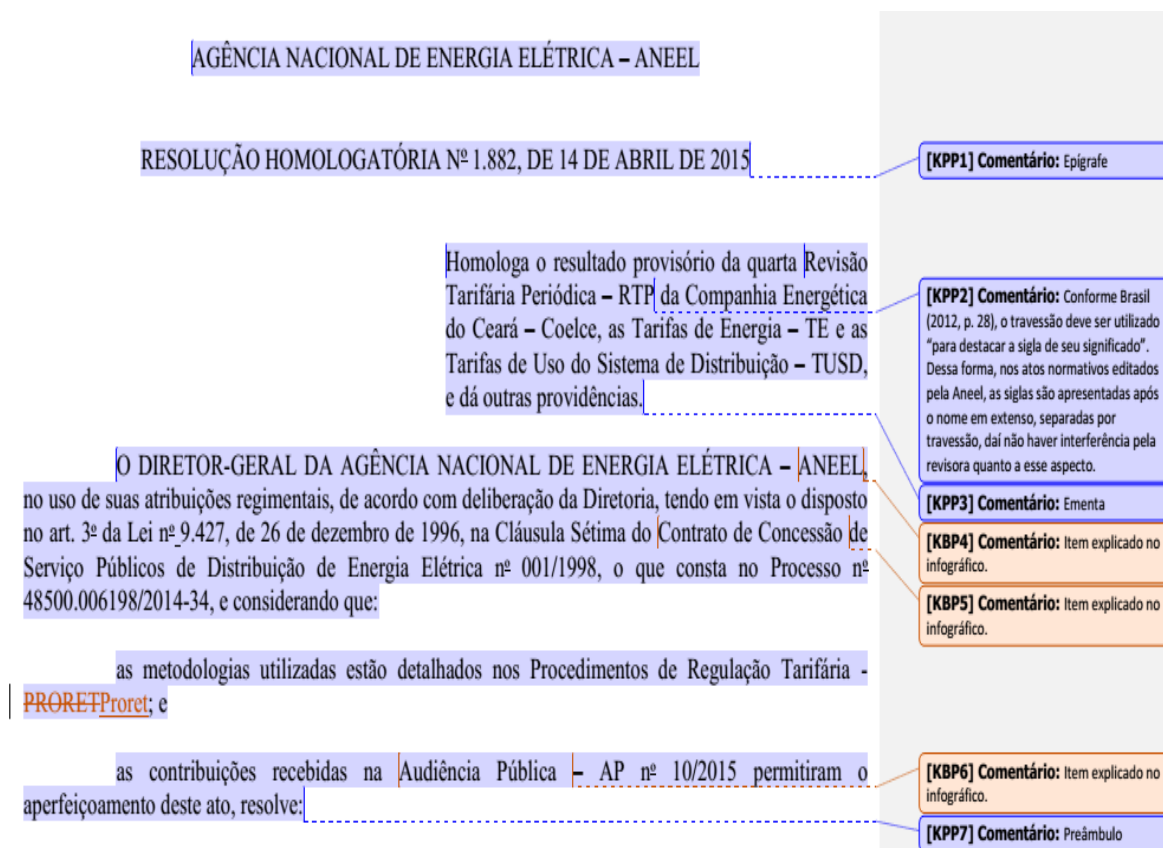 AGÊNCIA NACIONAL DE ENERGIA ELÉTRICA – ANEEL
RESOLUÇÃO HOMOLOGATÓRIA Nº 1.882, DE 14 DE ABRIL DE 2015
[KPP1] Comentário: Epígrafe
Homologa o resultado provisório da quarta Revisão
Tarifária Periódica – RTP da Companhia Energética
do Ceará – Coelce, as Tarifas de Energia – TE e as
Tarifas de Uso do Sistema de Distribuição – TUSD,
e dá outras providências.
[KPP2] Comentário: Conforme Brasil
(2012, p. 28), o travessão deve ser utilizado
“para destacar a sigla de seu significado”.
Dessa forma, nos atos normativos editados
pela Aneel, as siglas são apresentadas após
o nome em extenso, separadas por
travessão, daí não haver interferência pela
revisora quanto a esse aspecto.
[KPP3] Comentário: Ementa
O DIRETOR-GERAL DA AGÊNCIA NACIONAL DE ENERGIA ELÉTRICA – ANEEL,
no uso de suas atribuições regimentais, de acordo com deliberação da Diretoria, tendo em vista o disposto
no art. 3º da Lei nº 9.427, de 26 de dezembro de 1996, na Cláusula Sétima do Contrato de Concessão de
Serviço Públicos de Distribuição de Energia Elétrica nº 001/1998, o que consta no Processo nº
48500.006198/2014-34, e considerando que:
[KBP4] Comentário: Item explicado no
infográfico.
[KBP5] Comentário: Item explicado no
infográfico.
as metodologias utilizadas estão detalhados nos Procedimentos de Regulação Tarifária -
PRORETProret; e
as contribuições recebidas na Audiência Pública – AP nº 10/2015 permitiram o
aperfeiçoamento deste ato, resolve:
[KBP6] Comentário: Item explicado no
infográfico.
[KPP7] Comentário: Preâmbulo